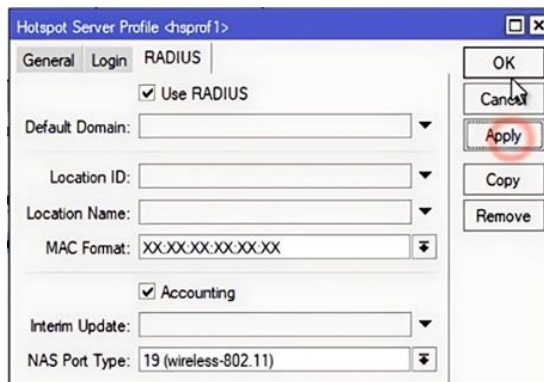 Hotspot Server Profile <hsprof1>
General Login RADIUS
OK
Use RADIUS
Cancel
Default Domain:
Apply
Location ID:
Copy
Location Name:
Remove
MAC Format: XX:XX:XX:XX:XX:XX
Accounting
Interim Update:
NAS Port Type: 19 (wireless-802.11)